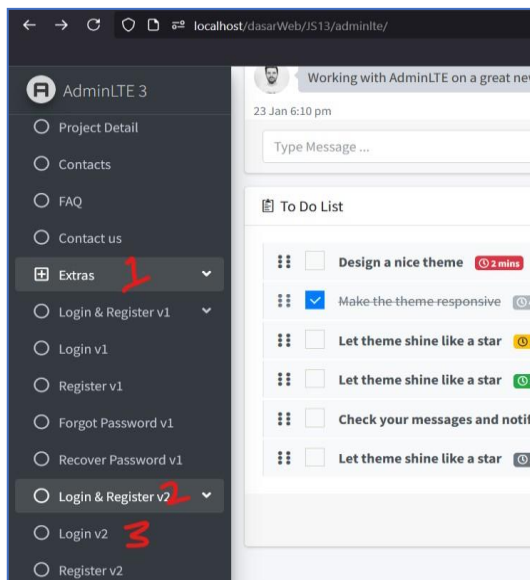 localhost/dasarWeb/JS13/adminlte/
AdminLTE 3
Project Detail
Contacts
FAQ
Contact us
Extras 1
Login & Register v1
Login v1
Register v1
Forgot Password v1
Recover Password v1
Login & Register v2 2
Login v2 3
Register v2
Working with AdminLTE on a great ne
23 Jan 6:10 pm
Type Message ...
To Do List
Design a nice theme 2 mins
Make the theme responsive
Let theme shine like a star
Let theme shine like a star
Check your messages and
Let theme shine like a star